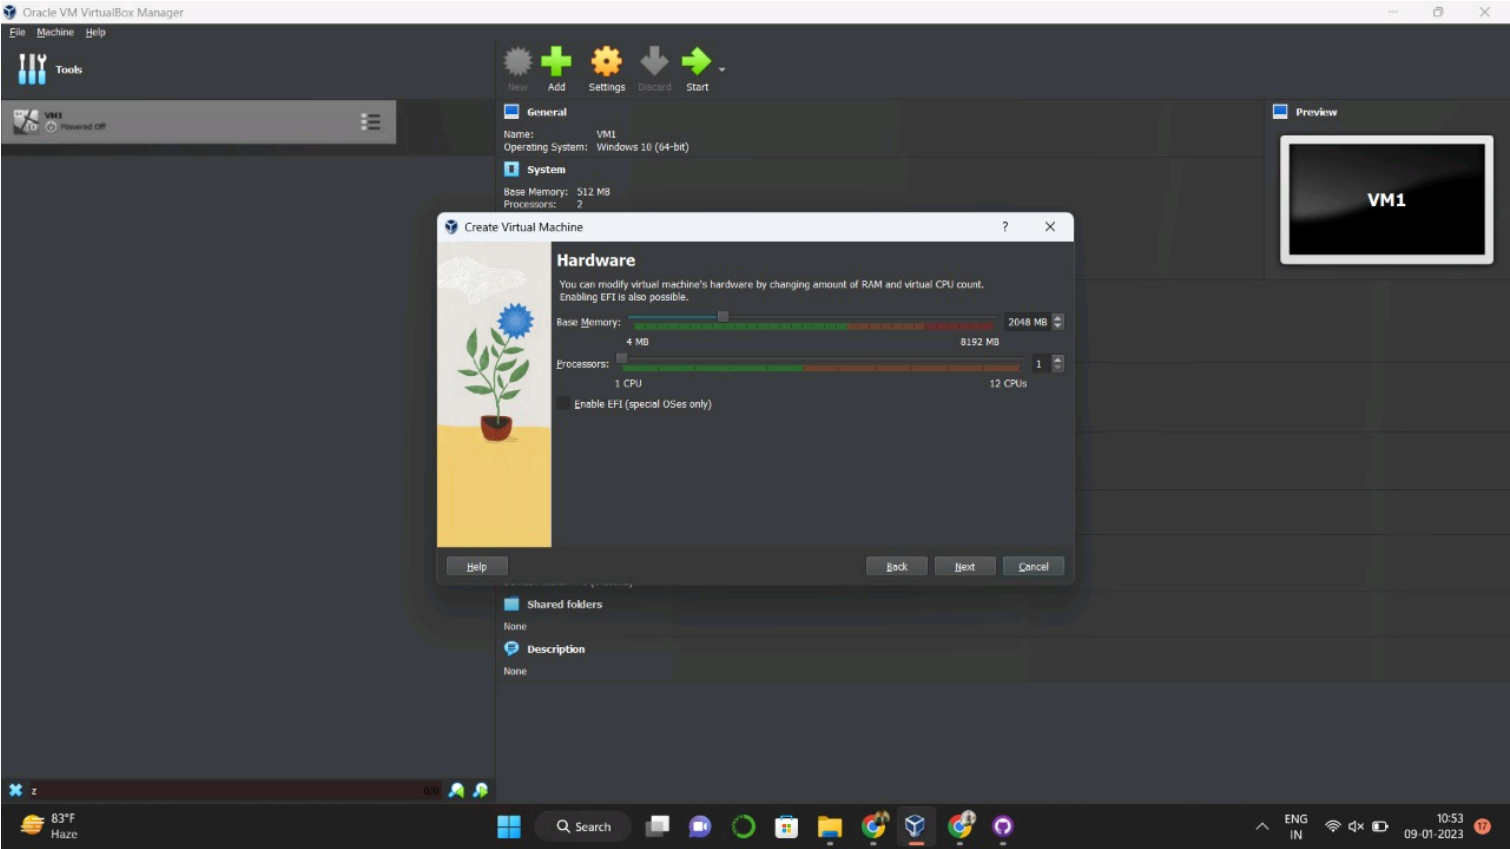 Oracle VM VirtualBox Manager
File Machine Help
Tools
New Add Settings Discard Start
VM1
Powered Off
General
Name: VM1
Operating System: Windows 10 (64-bit)
System
Base Memory: 512 MB
Processors: 2
Preview
VM1
Create Virtual Machine ?
Hardware
You can modify virtual machine's hardware by changing amount of RAM and virtual CPU count.
Enabling EFI is also possible.
Base Memory: 2048 MB
4 MB 8192 MB
Processors: 1
1 CPU 12 CPUs
Enable EFI (special OSes only)
Help Back Next Cancel
Shared folders
None
Description
None
z 0/0
83°F
Haze
Search
ENG
IN
10:53
09-01-2023
17